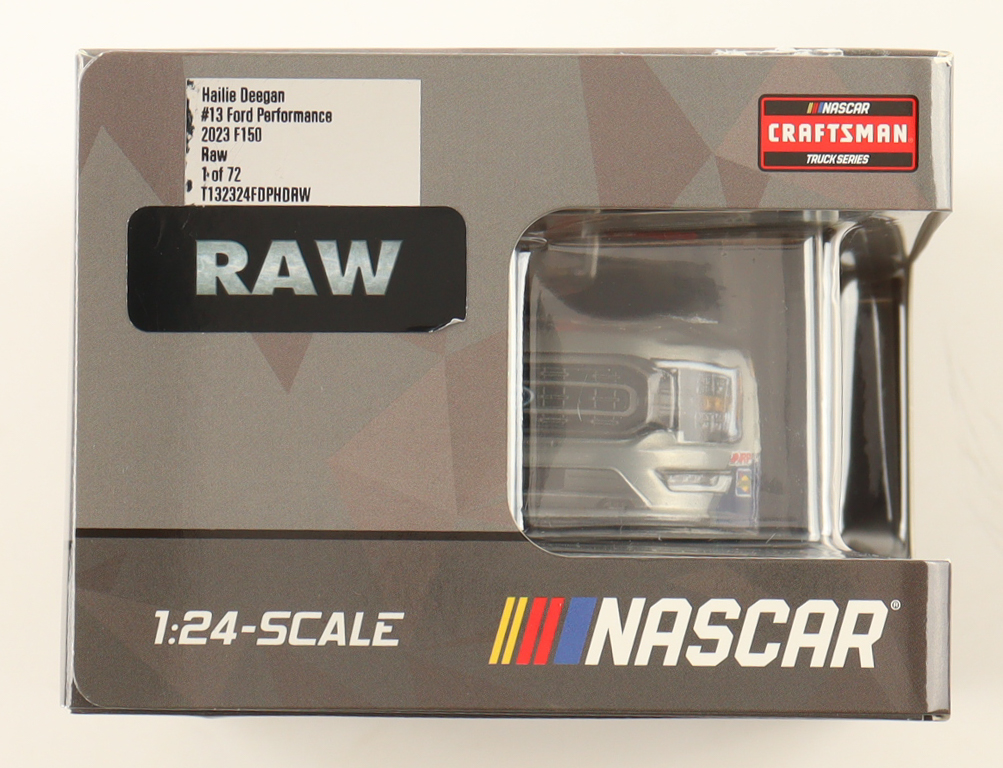 Hailie Deegan
#13 Ford Performance
2023 F150
Raw
1 of 72
T132324FDPHDRW
RAW
NASCAR
CRAFTSMAN
TRUCK SERIES
1:24-SCALE
NASCAR®